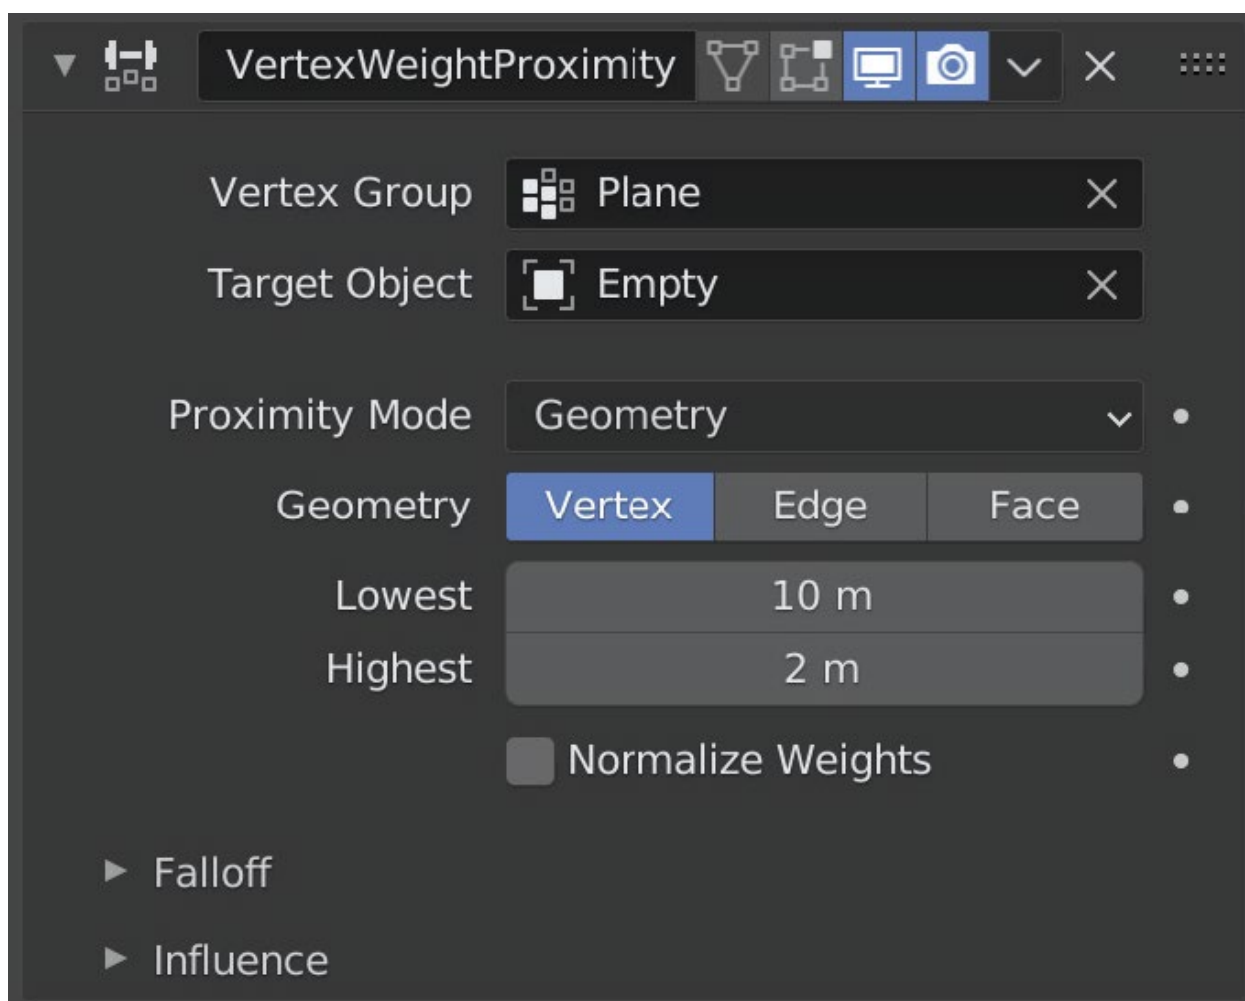 VertexWeightProximity
Vertex Group Plane
Target Object Empty
Proximity Mode Geometry
Geometry Vertex Edge Face
Lowest 10 m
Highest 2 m
Normalize Weights
Falloff
Influence